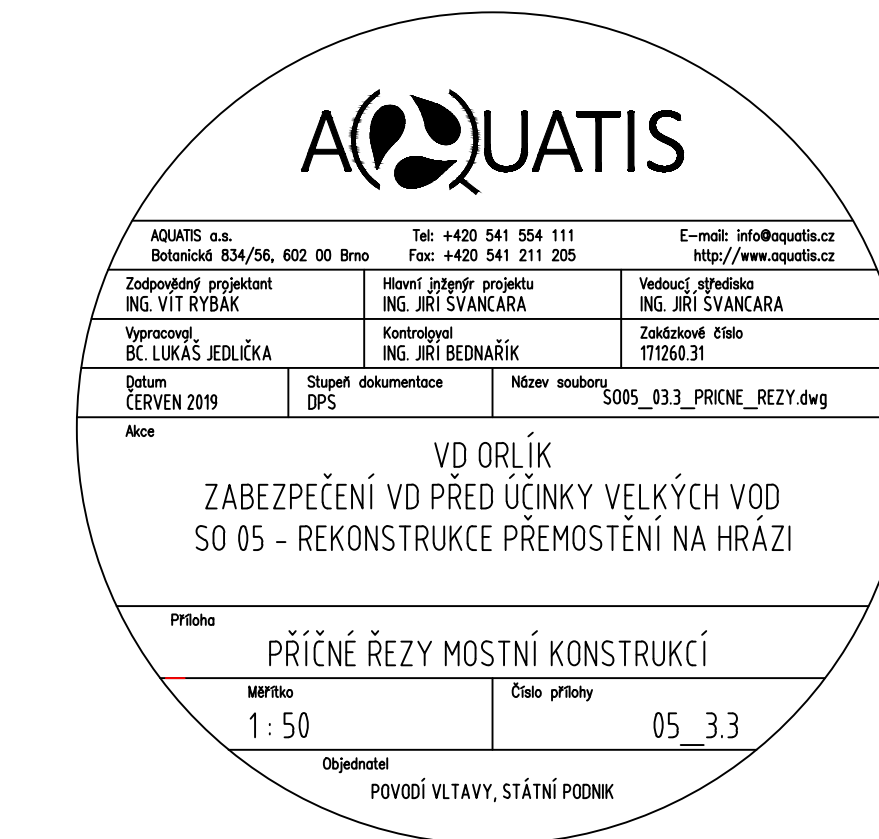 AQUATIS
AQUATIS a.s. Tel: +420 541 554 111 E-mail: info@aquatis.cz
Botanická 834/56, 602 00 Brno Fax: +420 541 211 205 http://www.aquatis.cz
Zodpovědný projektant Hlavní inženýr projektu Vedoucí střediska
ING. VÍT RYBÁK ING. JIŘÍ ŠVANCARA ING. JIŘÍ ŠVANCARA
Vypracoval Kontroloval Zakázkové číslo
BC. LUKÁŠ JEDLIČKA ING. JIŘÍ BEDNAŘÍK 171260.31
Datum Stupeň dokumentace Název souboru
ČERVEN 2019 DPS SO05_03.3_PRICNE_REZY.dwg
Akce
VD ORLÍK
ZABEZPEČENÍ VD PŘED ÚČINKY VELKÝCH VOD
SO 05 - REKONSTRUKCE PŘEMOSTĚNÍ NA HRÁZI
Příloha
PŘÍČNÉ ŘEZY MOSTNÍ KONSTRUKCÍ
Měřítko Číslo přílohy
1 : 50 05_3.3
Objednatel
POVODÍ VLTAVY, STÁTNÍ PODNIK